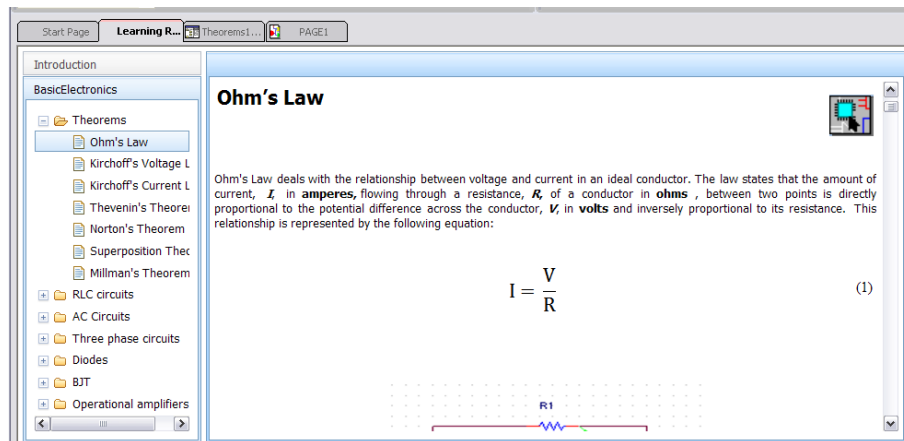 Start Page
Learning R...
Theorems1...
PAGE1
Introduction
BasicElectronics
Theorems
Ohm's Law
Kirchoff's Voltage L
Kirchoff's Current L
Thevenin's Theorei
Norton's Theorem
Superposition Thec
Millman's Theorem
RLC circuits
AC Circuits
Three phase circuits
Diodes
BJT
Operational amplifiers
Ohm's Law
Ohm's Law deals with the relationship between voltage and current in an ideal conductor. The law states that the amount of
current, I, in amperes, flowing through a resistance, R, of a conductor in ohms , between two points is directly
proportional to the potential difference across the conductor, V, in volts and inversely proportional to its resistance. This
relationship is represented by the following equation:
I = V/R (1)
R1